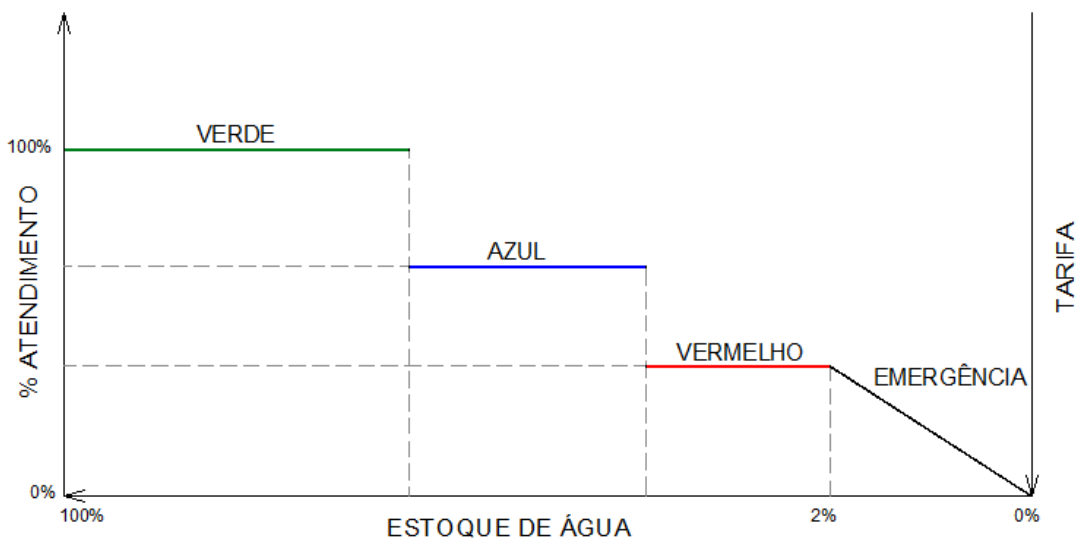 VERDE
100%
AZUL
% ATENDIMENTO
TARIFA
VERMELHO
EMERGÊNCIA
0%
100%
ESTOQUE DE ÁGUA
2%
0%